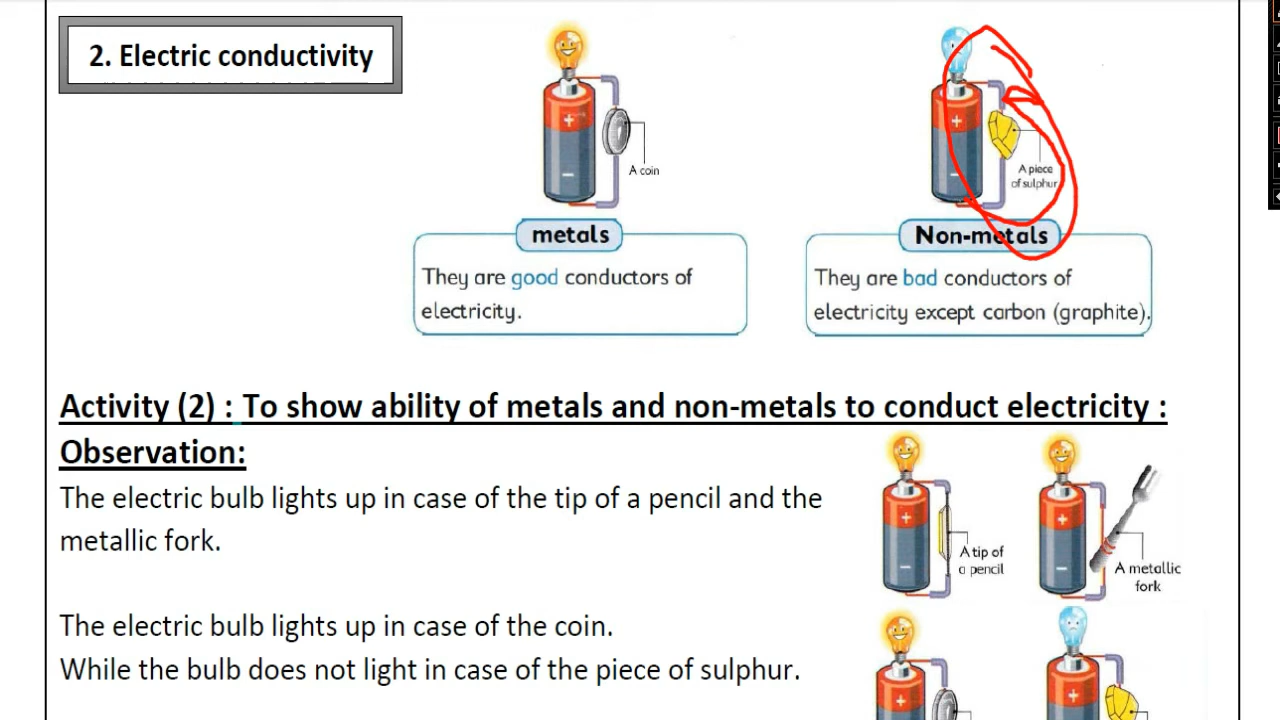 2. Electric conductivity
A coin
A piece
of sulphur
metals
They are good conductors of
electricity.
Non-metals
They are bad conductors of
electricity except carbon (graphite).
Activity (2) : To show ability of metals and non-metals to conduct electricity :
Observation:
The electric bulb lights up in case of the tip of a pencil and the
metallic fork.
A tip of
a pencil
A metallic
fork
The electric bulb lights up in case of the coin.
While the bulb does not light in case of the piece of sulphur.